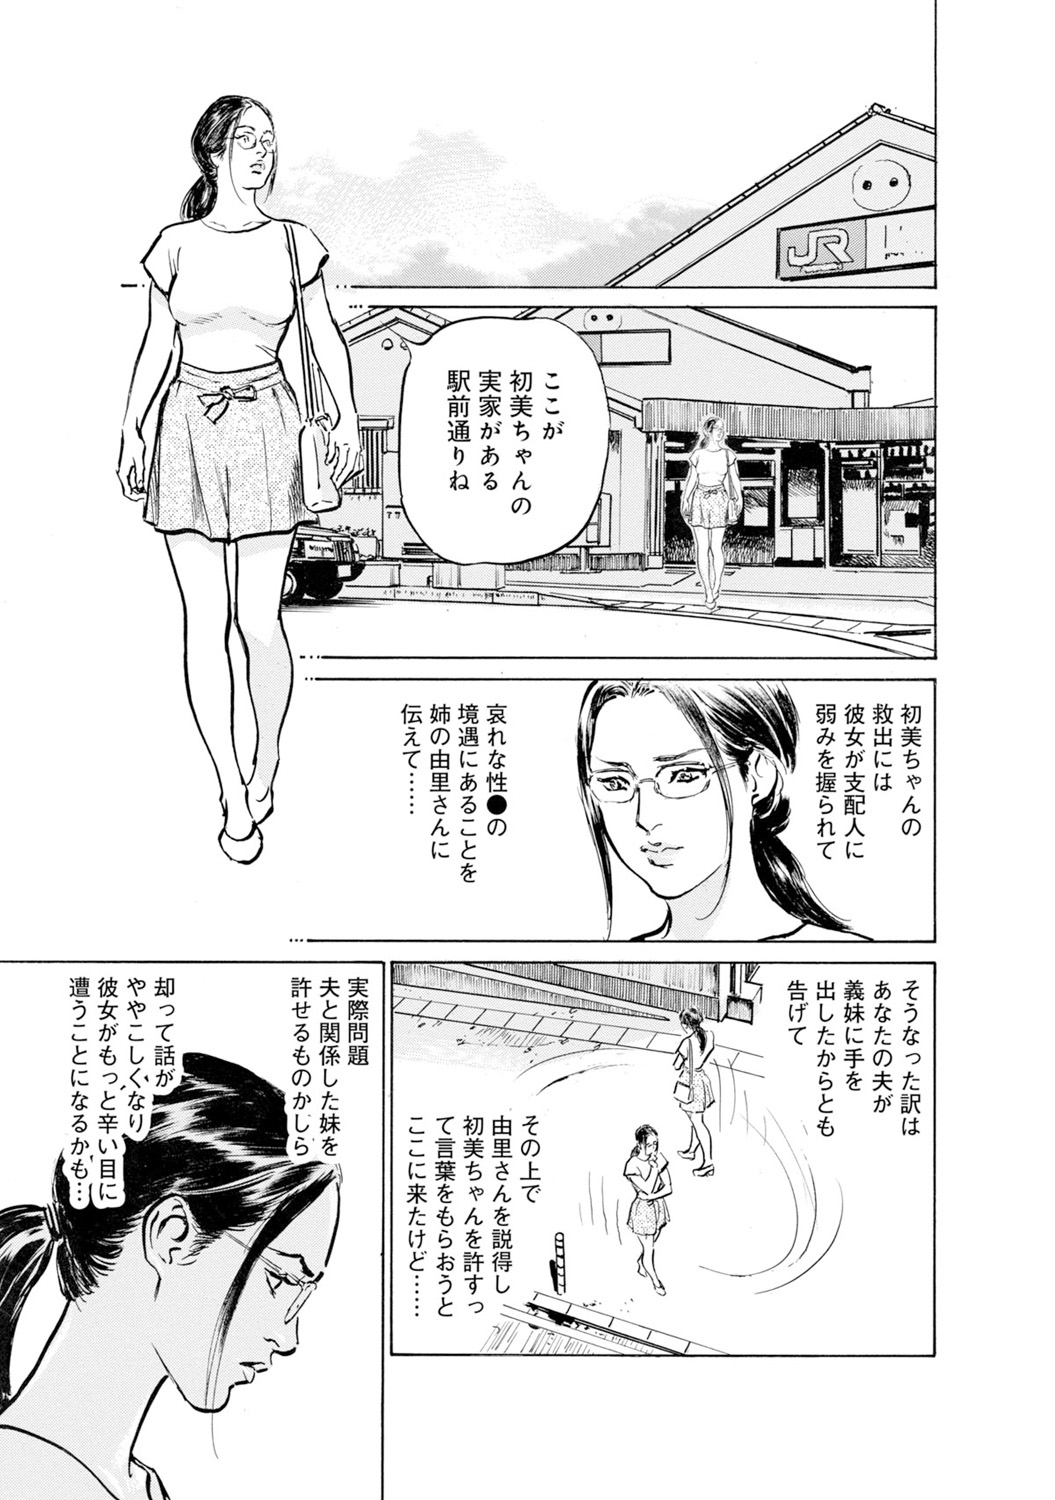 JR
ここが
初美ちゃんの
実家がある
駅前通りね
初美ちゃんの
救出には
彼女が支配人に
弱みを握られて
哀れな性●の
境遇にあることを
姉の由里さんに
伝えて……
そうなった訳は
あなたの夫が
義妹に手を
出したからとも
告げて
その上で
由里さんを説得し
初美ちゃんを許すっ
て言葉をもらおうと
ここに来たけど……
実際問題
夫と関係した妹を
許せるものかしら
却って話が
ややこしくなり
彼女がもっと辛い目に
遭うことになるかも…